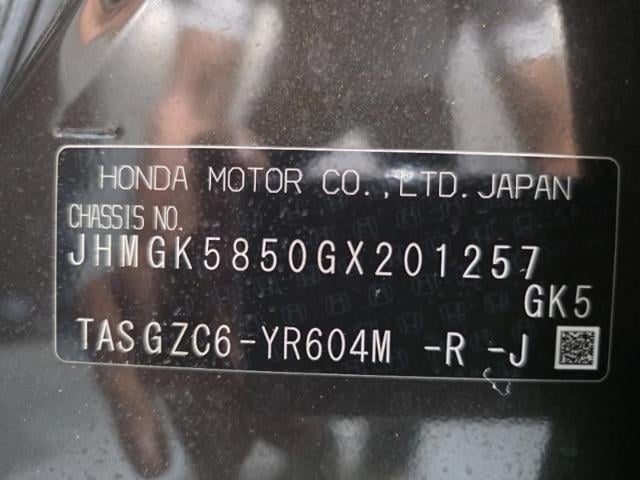 HONDA MOTOR CO.,LTD.JAPAN
CHASSIS NO.
JHMGK5850GX201257
GK5
TASGZC6-YR604M -R -J